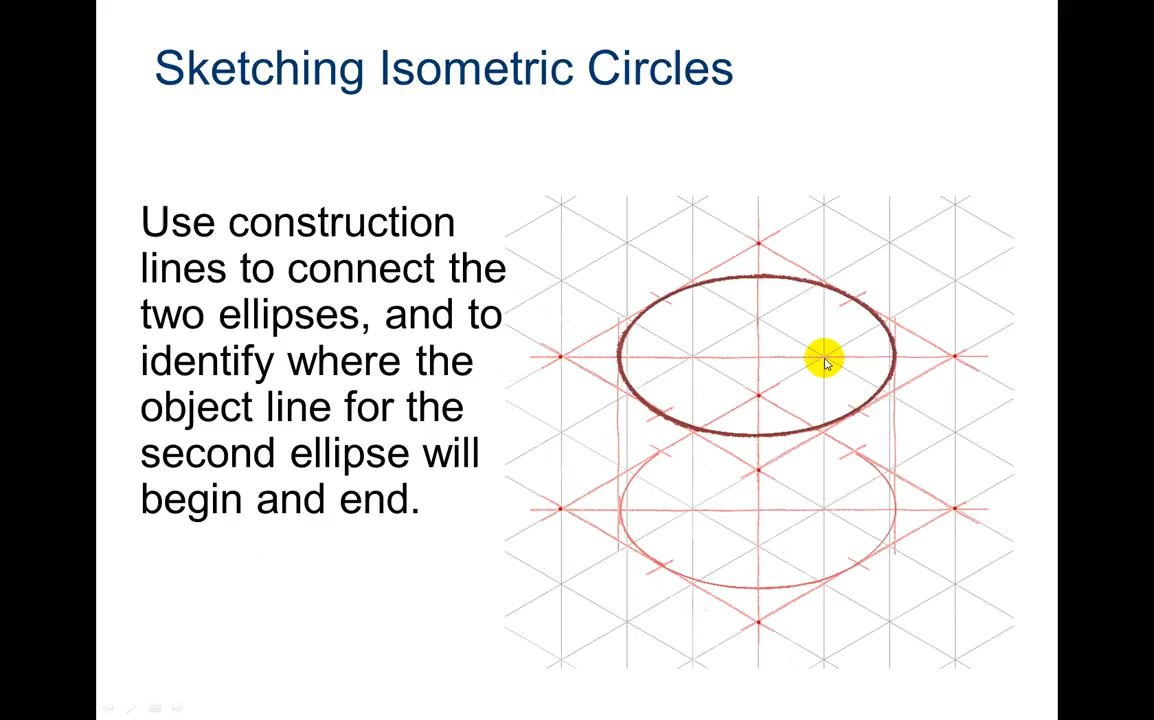 Sketching Isometric Circles
Use construction
lines to connect the
two ellipses, and to
identify where the
object line for the
second ellipse will
begin and end.